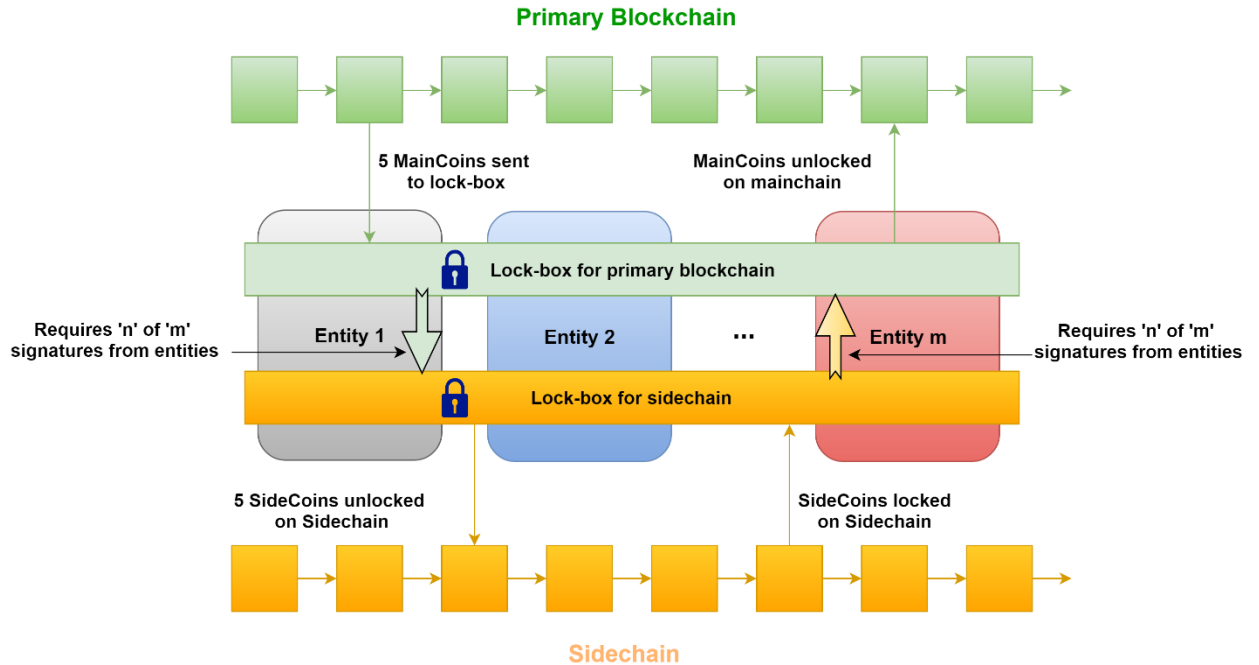 Primary Blockchain
5 MainCoins sent
to lock-box
MainCoins unlocked
on mainchain
Lock-box for primary blockchain
Requires 'n' of 'm'
signatures from entities
Entity 1
Entity 2
...
Entity m
Requires 'n' of 'm'
signatures from entities
Lock-box for sidechain
5 SideCoins unlocked
on Sidechain
SideCoins locked
on Sidechain
Sidechain